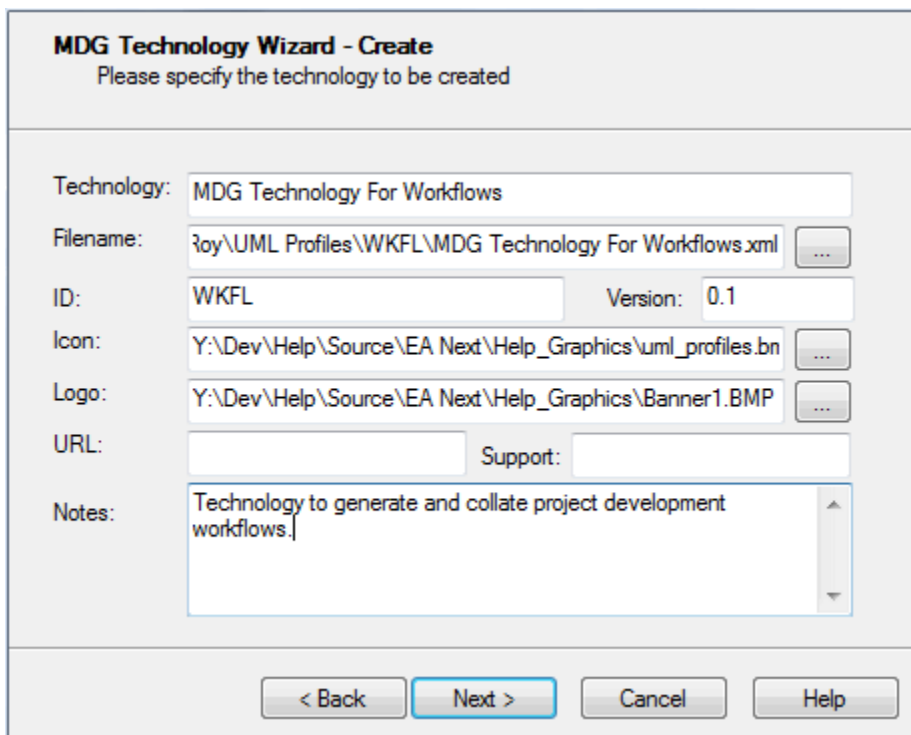 MDG Technology Wizard - Create
Please specify the technology to be created
Technology: MDG Technology For Workflows
Filename: Roy\UML Profiles\WKFL\MDG Technology For Workflows.xml ...
ID: WKFL Version: 0.1
Icon: Y:\Dev\Help\Source\EA Next\Help_Graphics\uml_profiles.bm ...
Logo: Y:\Dev\Help\Source\EA Next\Help_Graphics\Banner1.BMP ...
URL: Support:
Notes: Technology to generate and collate project development
workflows.
< Back Next > Cancel Help